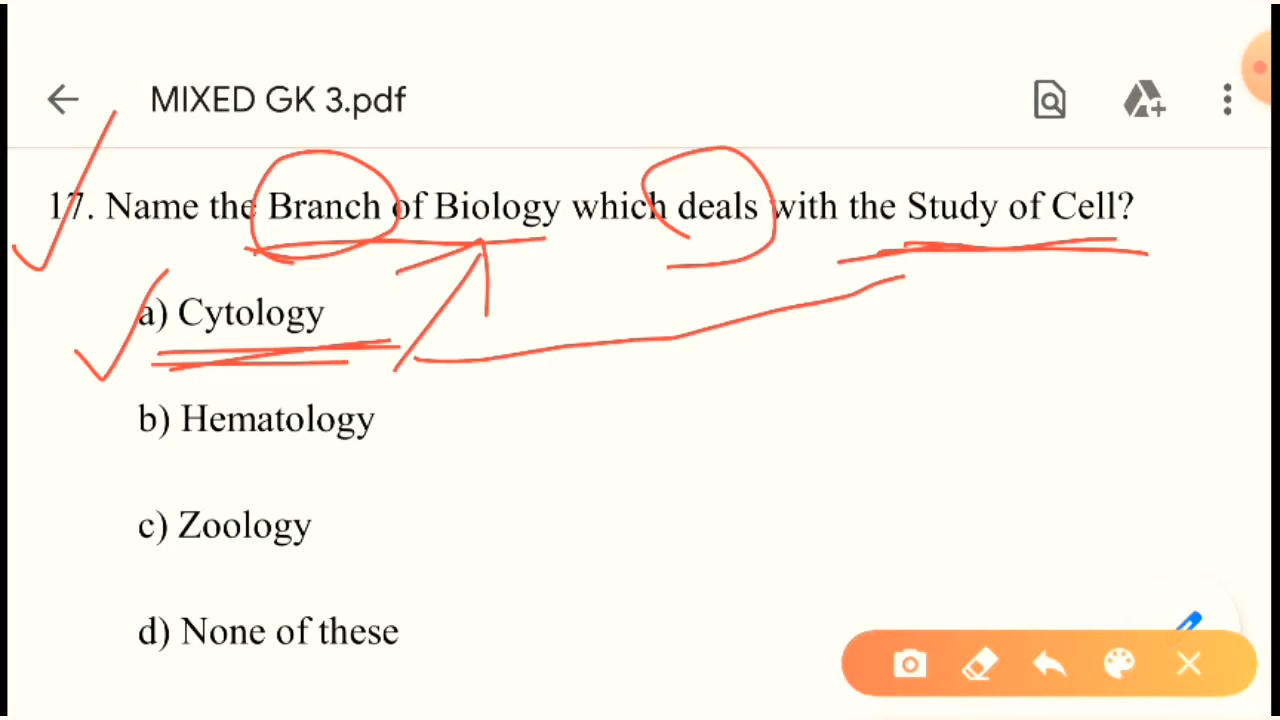 MIXED GK 3.pdf
17. Name the Branch of Biology which deals with the Study of Cell?
a) Cytology
b) Hematology
c) Zoology
d) None of these